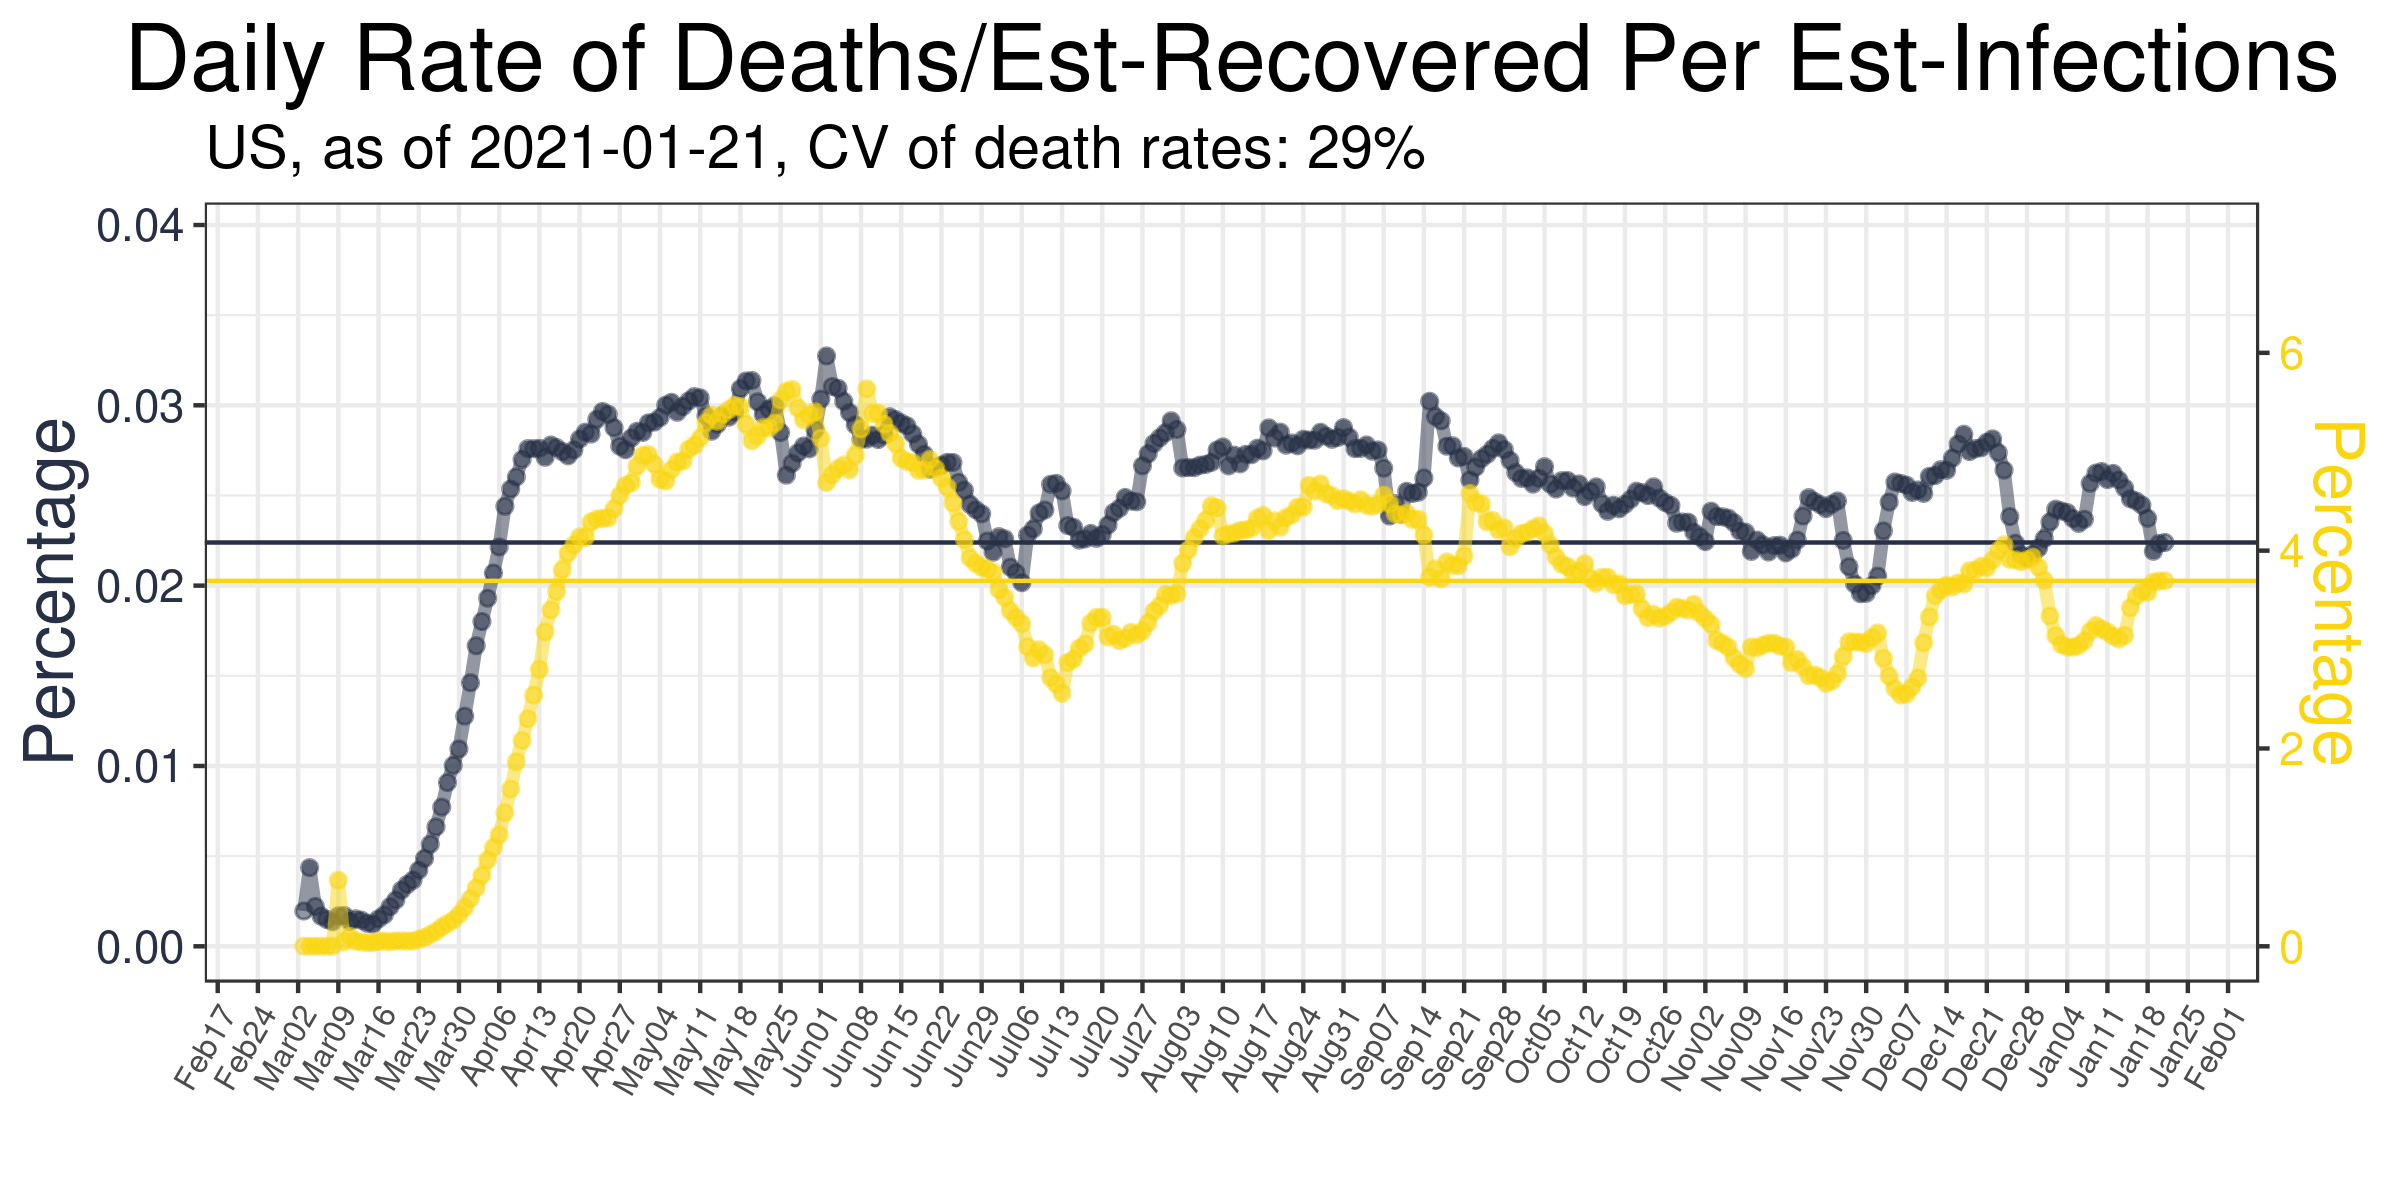 Daily Rate of Deaths/Est-Recovered Per Est-Infections
US, as of 2021-01-21, CV of death rates: 29%
Percentage
0.04
0.03
0.02
0.01
0.00
6
4
2
0
Percentage
Feb17 Feb24 Mar02 Mar09 Mar16 Mar23 Mar30 Apr06 Apr13 Apr20 Apr27 May04 May11 May18 May25 Jun01 Jun08 Jun15 Jun22 Jun29 Jul06 Jul13 Jul20 Jul27 Aug03 Aug10 Aug17 Aug24 Aug31 Sep07 Sep14 Sep21 Sep28 Oct05 Oct12 Oct19 Oct26 Nov02 Nov09 Nov16 Nov23 Nov30 Dec07 Dec14 Dec21 Dec28 Jan04 Jan11 Jan18 Jan25 Feb01